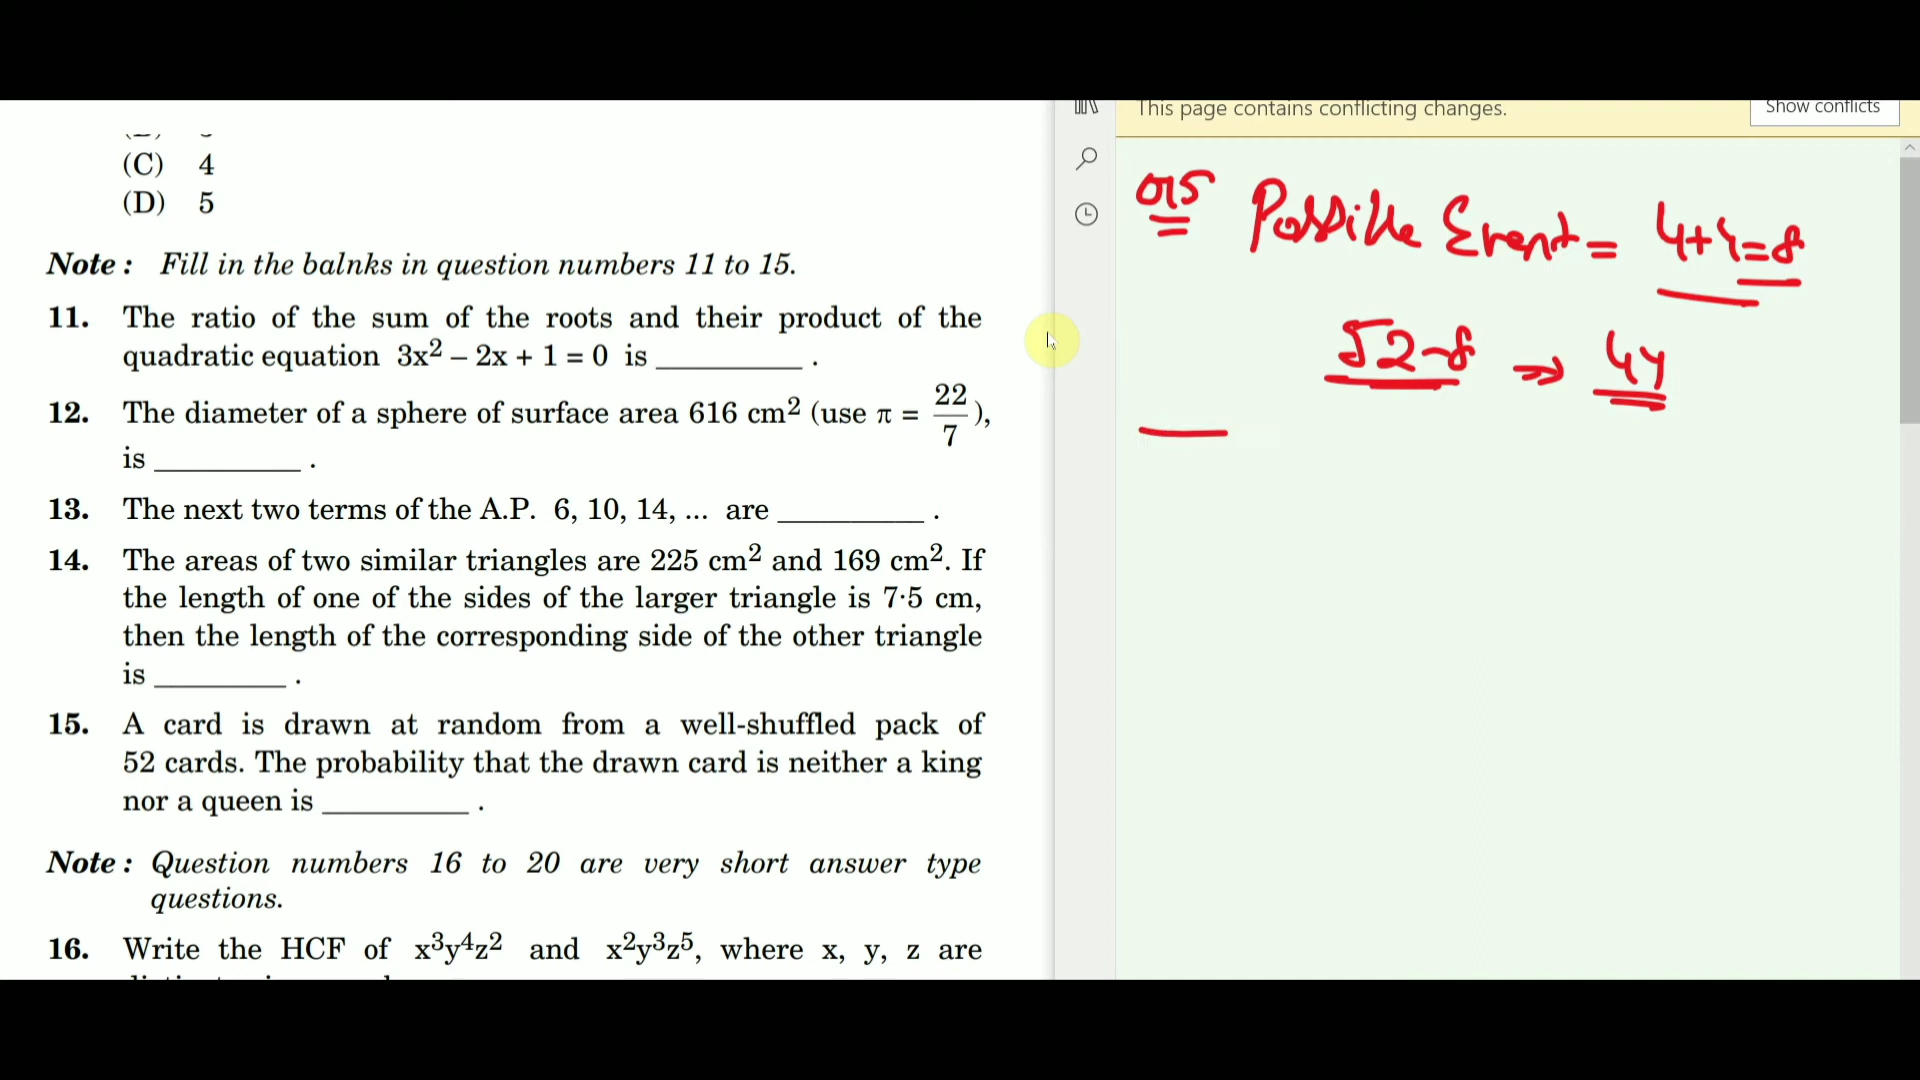 (C) 4
(D) 5
Note : Fill in the balnks in question numbers 11 to 15.
11. The ratio of the sum of the roots and their product of the
quadratic equation 3x² – 2x + 1 = 0 is __________ .
12. The diameter of a sphere of surface area 616 cm² (use π = 22/7),
is __________ .
13. The next two terms of the A.P. 6, 10, 14, ... are __________ .
14. The areas of two similar triangles are 225 cm² and 169 cm². If
the length of one of the sides of the larger triangle is 7·5 cm,
then the length of the corresponding side of the other triangle
is _________ .
15. A card is drawn at random from a well-shuffled pack of
52 cards. The probability that the drawn card is neither a king
nor a queen is __________ .
Note : Question numbers 16 to 20 are very short answer type
questions.
16. Write the HCF of x³y⁴z² and x²y³z⁵, where x, y, z are
This page contains conflicting changes.
Show conflicts
Possible Event = 4+4=8
52-8 ⇒ 44